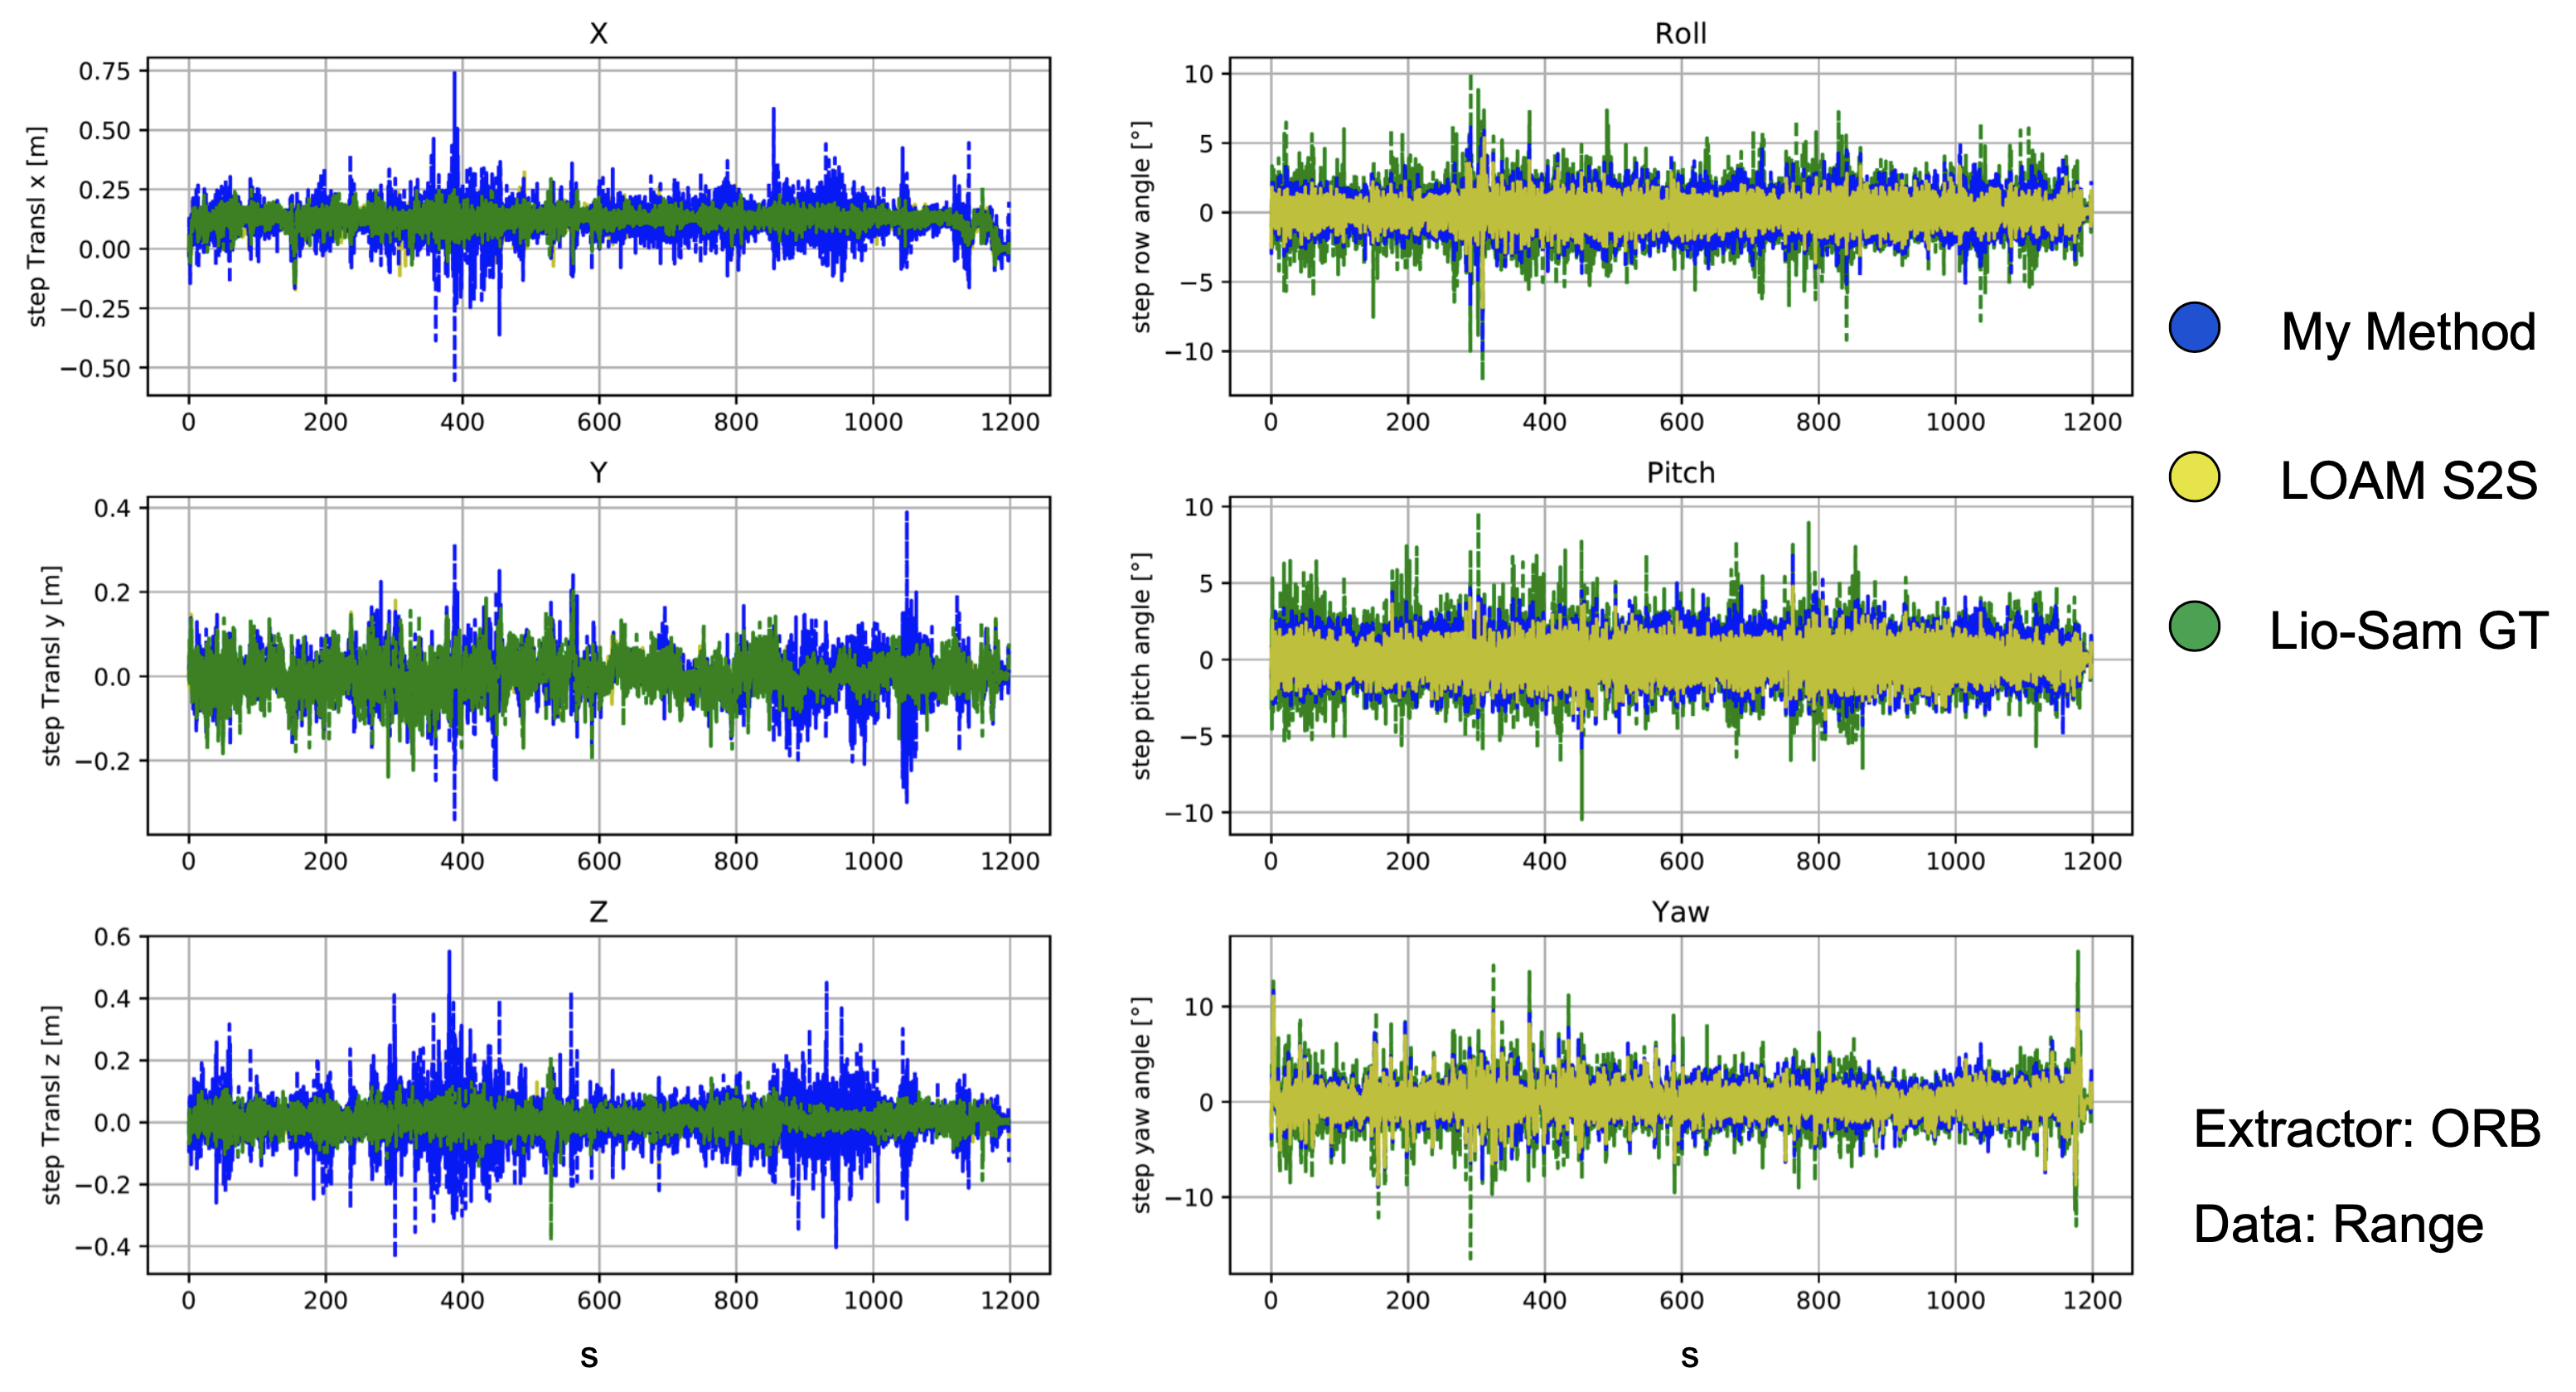 X
step Transl x [m]
0.75
0.50
0.25
0.00
−0.25
−0.50
0 200 400 600 800 1000 1200
Roll
step row angle [°]
10
5
0
−5
−10
0 200 400 600 800 1000 1200
Y
step Transl y [m]
0.4
0.2
0.0
−0.2
0 200 400 600 800 1000 1200
Pitch
step pitch angle [°]
10
5
0
−5
−10
0 200 400 600 800 1000 1200
Z
step Transl z [m]
0.6
0.4
0.2
0.0
−0.2
−0.4
0 200 400 600 800 1000 1200
s
Yaw
step yaw angle [°]
10
0
−10
0 200 400 600 800 1000 1200
s
My Method
LOAM S2S
Lio-Sam GT
Extractor: ORB
Data: Range